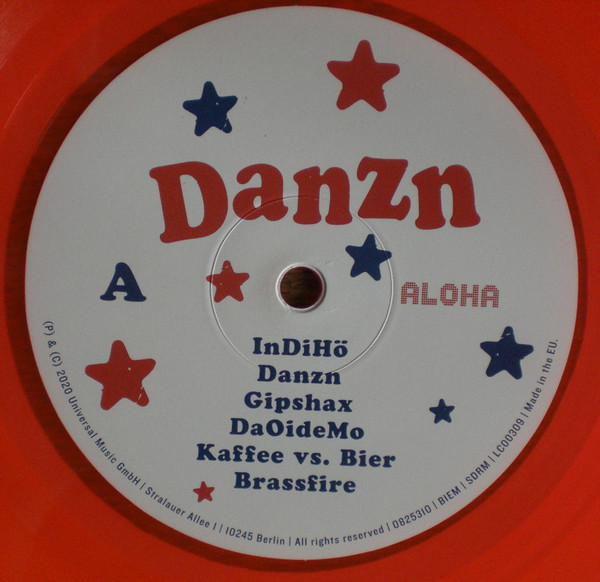 Danzn
A
ALOHA
InDiHö
Danzn
Gipshax
DaOideMo
Kaffee vs. Bier
Brassfire
(P) & (C) 2020 Universal Music GmbH | Stralauer Allee 1 | 10245 Berlin | All rights reserved | 0825310 | BIEM | SDRM | LC00309 | Made in the EU.